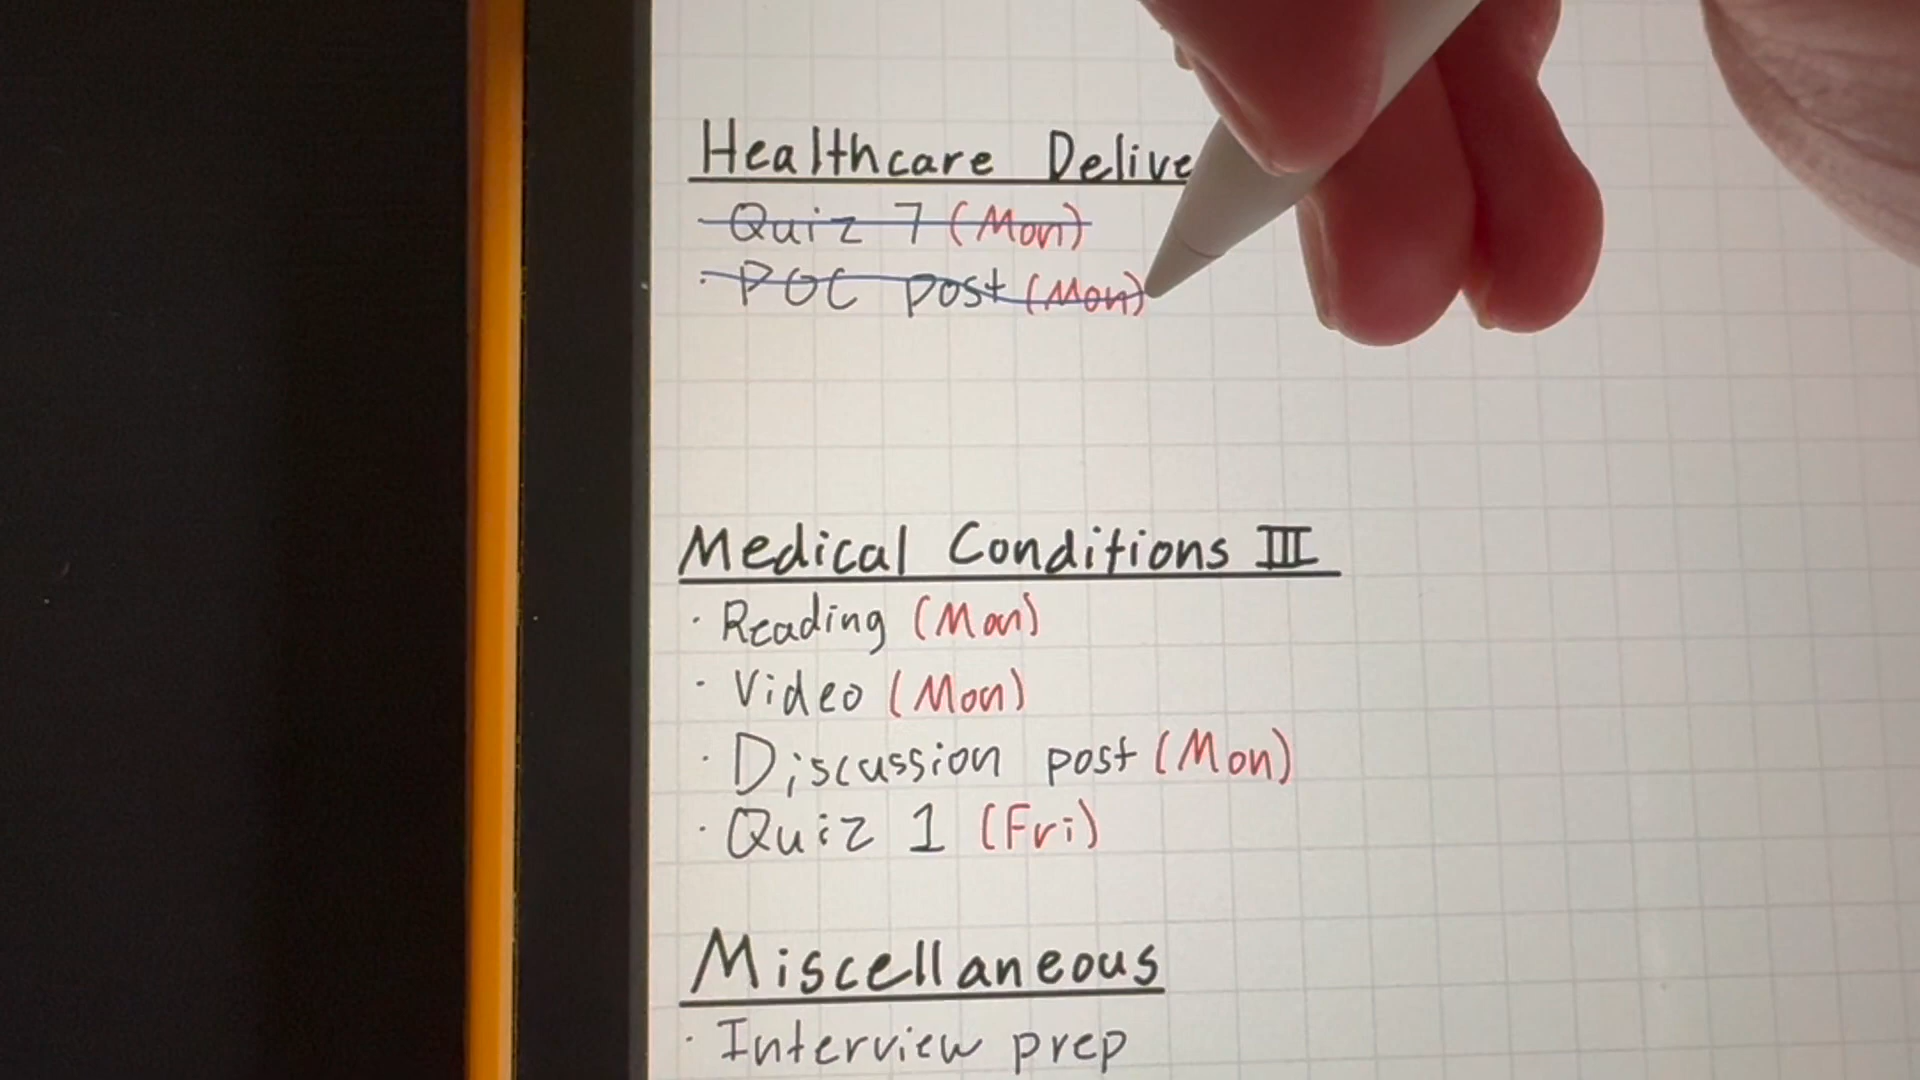 Healthcare Delive
· Quiz 7 (Mon)
· POC post (Mon)
Medical Conditions III
· Reading (Mon)
· Video (Mon)
· Discussion post (Mon)
· Quiz 1 (Fri)
Miscellaneous
· Interview prep